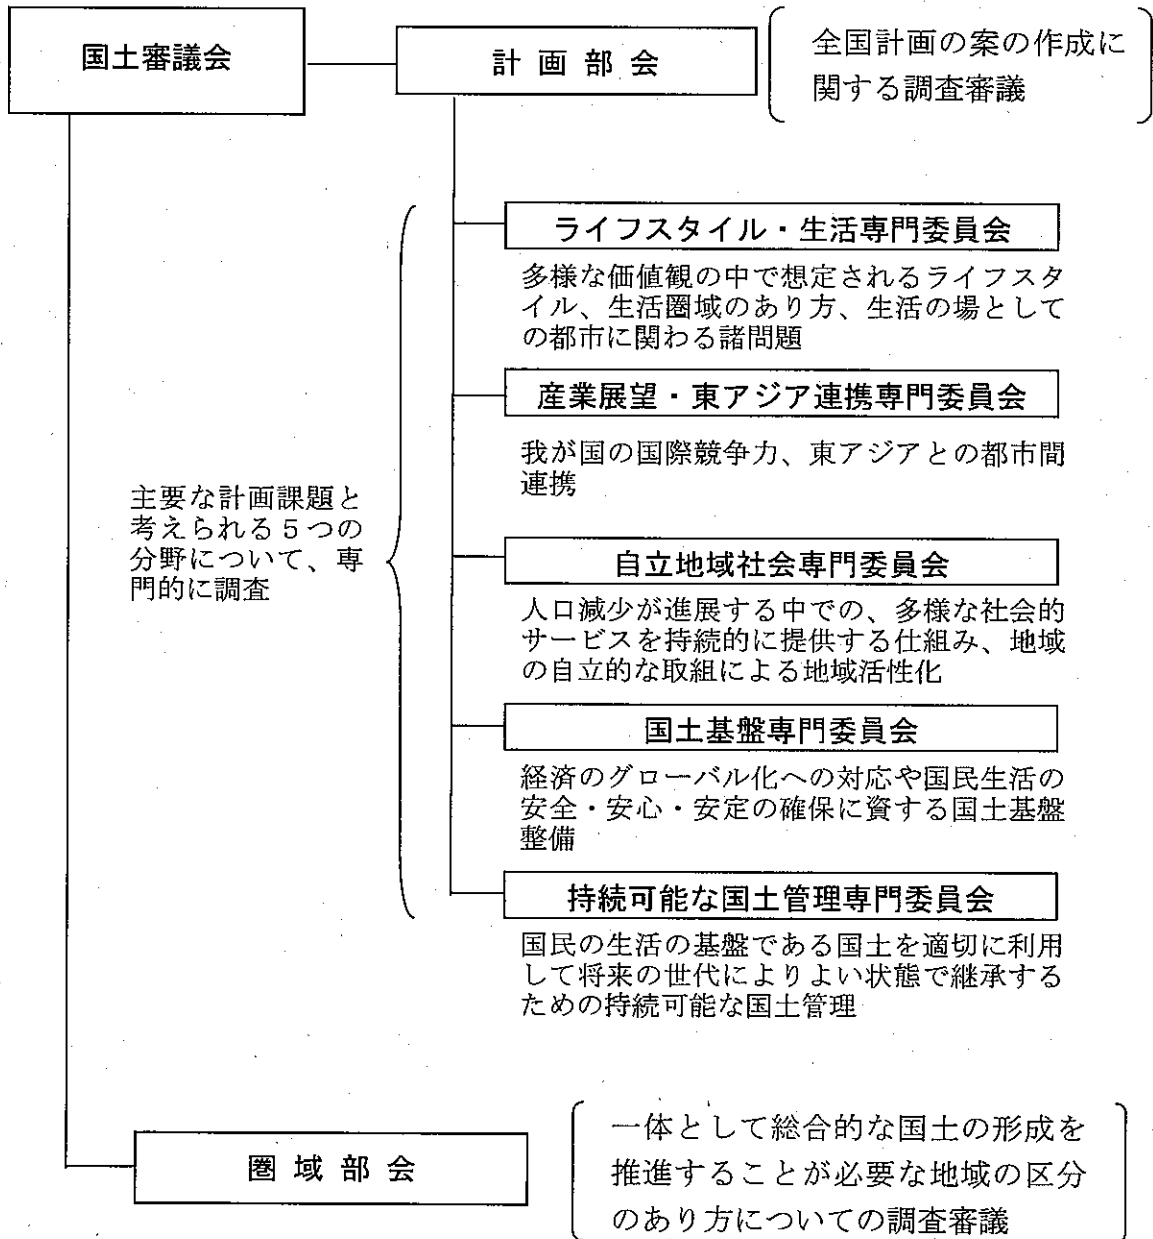 国土審議会
計画部会
全国計画の案の作成に
関する調査審議
ライフスタイル・生活専門委員会
多様な価値観の中で想定されるライフスタ
イル、生活圏域のあり方、生活の場として
の都市に関わる諸問題
産業展望・東アジア連携専門委員会
我が国の国際競争力、東アジアとの都市間
連携
主要な計画課題と
考えられる5つの
分野について、専
門的に調査
自立地域社会専門委員会
人口減少が進展する中での、多様な社会的
サービスを持続的に提供する仕組み、地域
の自立的な取組による地域活性化
国土基盤専門委員会
経済のグローバル化への対応や国民生活の
安全・安心・安定の確保に資する国土基盤
整備
持続可能な国土管理専門委員会
国民の生活の基盤である国土を適切に利用
して将来の世代によりよい状態で継承する
ための持続可能な国土管理
圏域部会
一体として総合的な国土の形成を
推進することが必要な地域の区分
のあり方についての調査審議